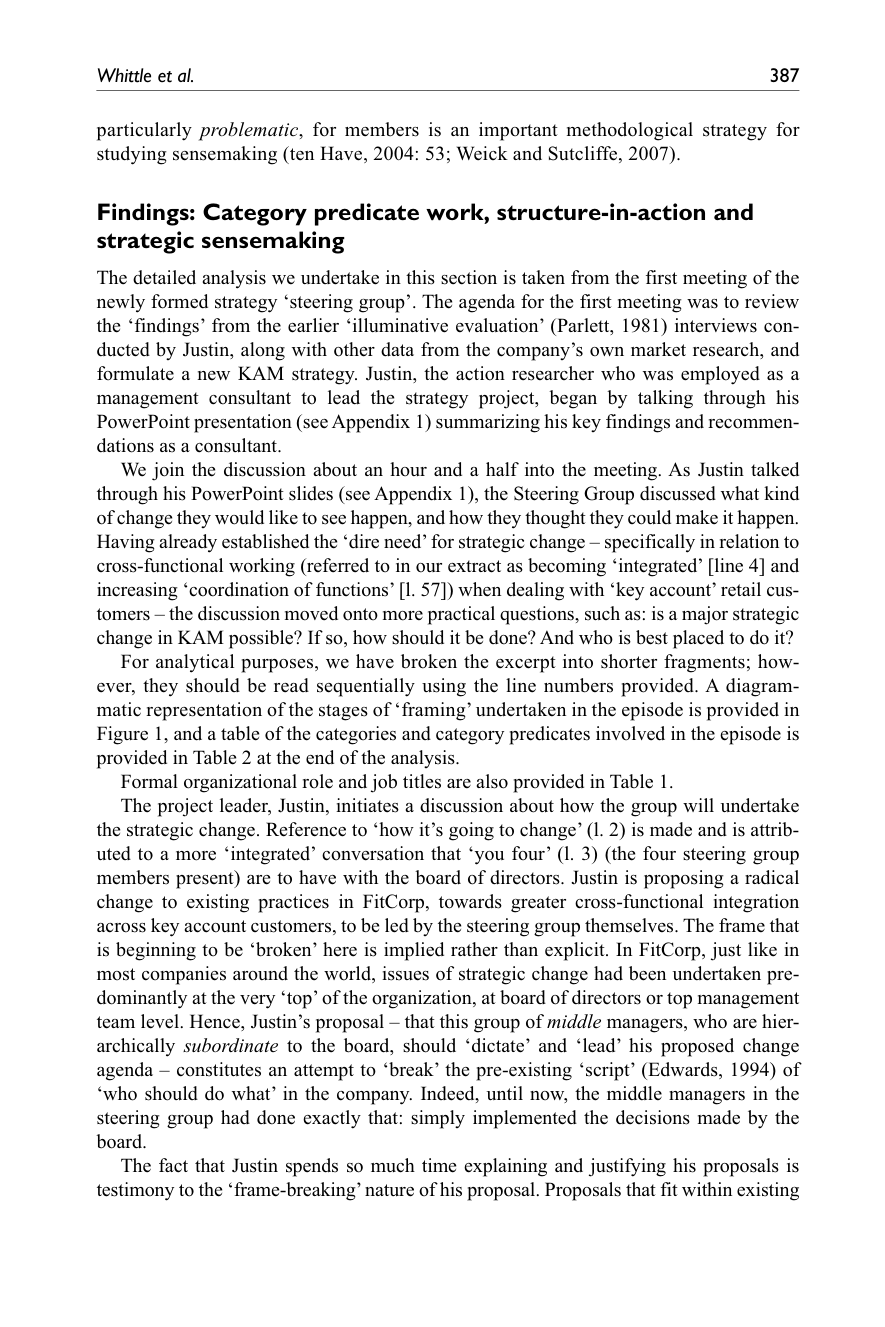 Whittle et al.
387
particularly problematic, for members is an important methodological strategy for
studying sensemaking (ten Have, 2004: 53; Weick and Sutcliffe, 2007).
Findings: Category predicate work, structure-in-action and
strategic sensemaking
The detailed analysis we undertake in this section is taken from the first meeting of the
newly formed strategy ‘steering group’. The agenda for the first meeting was to review
the ‘findings’ from the earlier ‘illuminative evaluation’ (Parlett, 1981) interviews con-
ducted by Justin, along with other data from the company’s own market research, and
formulate a new KAM strategy. Justin, the action researcher who was employed as a
management consultant to lead the strategy project, began by talking through his
PowerPoint presentation (see Appendix 1) summarizing his key findings and recommen-
dations as a consultant.
We join the discussion about an hour and a half into the meeting. As Justin talked
through his PowerPoint slides (see Appendix 1), the Steering Group discussed what kind
of change they would like to see happen, and how they thought they could make it happen.
Having already established the ‘dire need’ for strategic change – specifically in relation to
cross-functional working (referred to in our extract as becoming ‘integrated’ [line 4] and
increasing ‘coordination of functions’ [l. 57]) when dealing with ‘key account’ retail cus-
tomers – the discussion moved onto more practical questions, such as: is a major strategic
change in KAM possible? If so, how should it be done? And who is best placed to do it?
For analytical purposes, we have broken the excerpt into shorter fragments; how-
ever, they should be read sequentially using the line numbers provided. A diagram-
matic representation of the stages of ‘framing’ undertaken in the episode is provided in
Figure 1, and a table of the categories and category predicates involved in the episode is
provided in Table 2 at the end of the analysis.
Formal organizational role and job titles are also provided in Table 1.
The project leader, Justin, initiates a discussion about how the group will undertake
the strategic change. Reference to ‘how it’s going to change’ (l. 2) is made and is attrib-
uted to a more ‘integrated’ conversation that ‘you four’ (l. 3) (the four steering group
members present) are to have with the board of directors. Justin is proposing a radical
change to existing practices in FitCorp, towards greater cross-functional integration
across key account customers, to be led by the steering group themselves. The frame that
is beginning to be ‘broken’ here is implied rather than explicit. In FitCorp, just like in
most companies around the world, issues of strategic change had been undertaken pre-
dominantly at the very ‘top’ of the organization, at board of directors or top management
team level. Hence, Justin’s proposal – that this group of middle managers, who are hier-
archically subordinate to the board, should ‘dictate’ and ‘lead’ his proposed change
agenda – constitutes an attempt to ‘break’ the pre-existing ‘script’ (Edwards, 1994) of
‘who should do what’ in the company. Indeed, until now, the middle managers in the
steering group had done exactly that: simply implemented the decisions made by the
board.
The fact that Justin spends so much time explaining and justifying his proposals is
testimony to the ‘frame-breaking’ nature of his proposal. Proposals that fit within existing